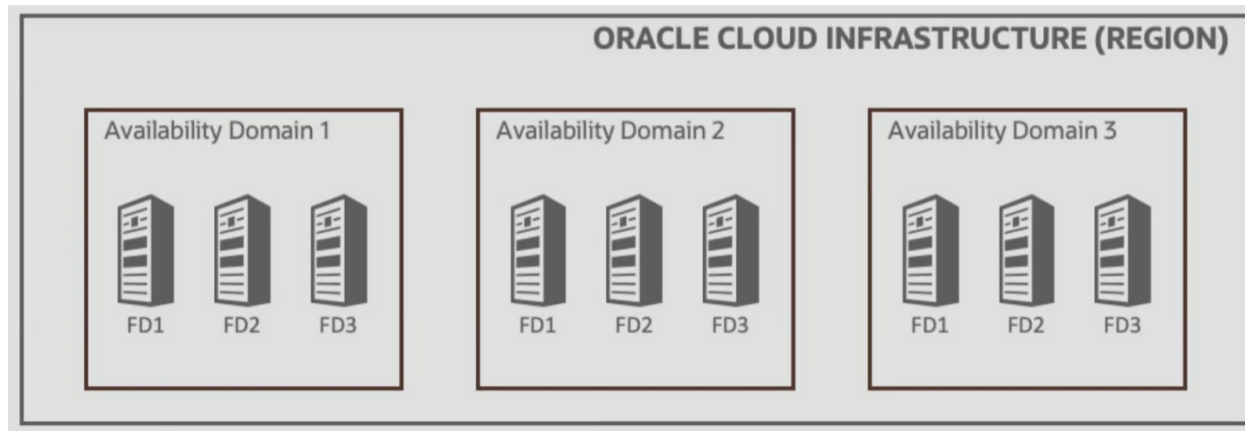 ORACLE CLOUD INFRASTRUCTURE (REGION)
Availability Domain 1
FD1 FD2 FD3
Availability Domain 2
FD1 FD2 FD3
Availability Domain 3
FD1 FD2 FD3